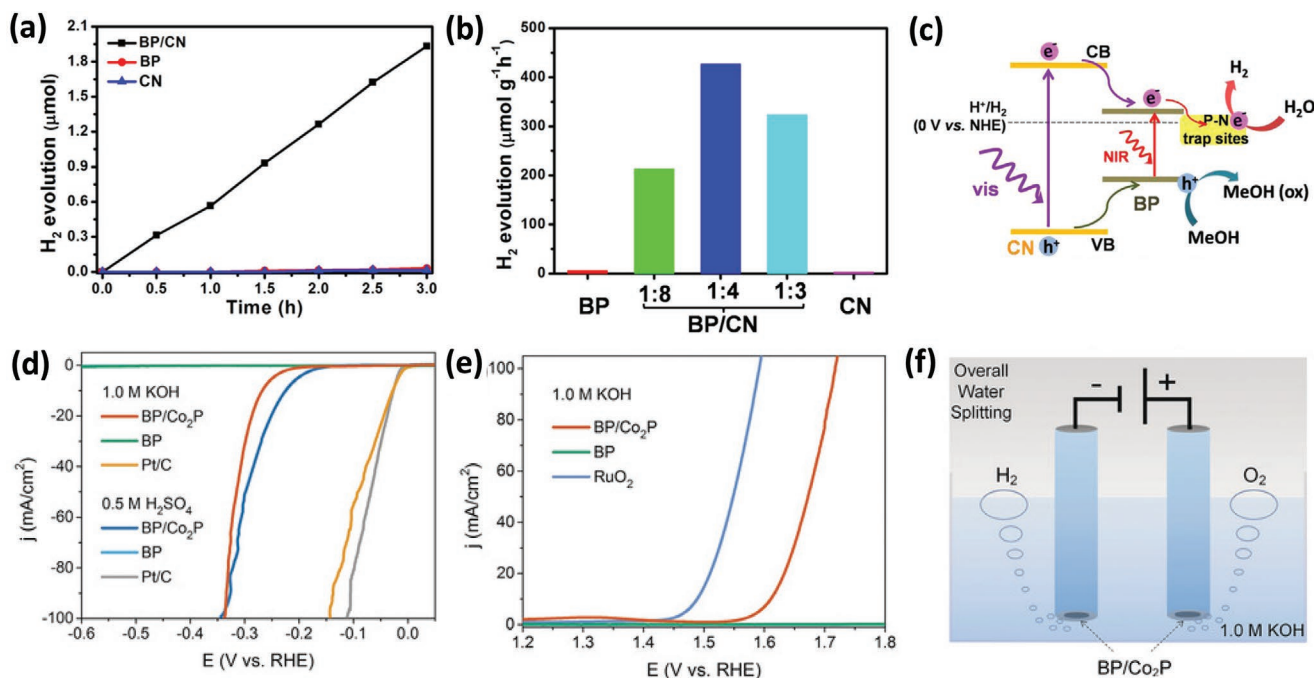 (a)
BP/CN
BP
CN
H₂ evolution (μmol)
2.1
1.8
1.5
1.2
0.9
0.6
0.3
0.0
0.0 0.5 1.0 1.5 2.0 2.5 3.0
Time (h)
(b)
H₂ evolution (μmol g⁻¹h⁻¹)
500
400
300
200
100
0
BP 1:8 1:4 1:3 CN
BP/CN
(c)
e⁻
CB
H⁺/H₂
(0 V vs. NHE)
e⁻
H₂
P-N e⁻
trap sites
H₂O
NIR
vis
BP
h⁺
MeOH (ox)
MeOH
CN h⁺ VB
(d)
1.0 M KOH
BP/Co₂P
BP
Pt/C
0.5 M H₂SO₄
BP/Co₂P
BP
Pt/C
j (mA/cm²)
0
-20
-40
-60
-80
-100
-0.6 -0.5 -0.4 -0.3 -0.2 -0.1 0.0
E (V vs. RHE)
(e)
1.0 M KOH
BP/Co₂P
BP
RuO₂
j (mA/cm²)
100
80
60
40
20
0
1.2 1.3 1.4 1.5 1.6 1.7 1.8
E (V vs. RHE)
(f)
Overall
Water
Splitting
- +
H₂
O₂
1.0 M KOH
BP/Co₂P